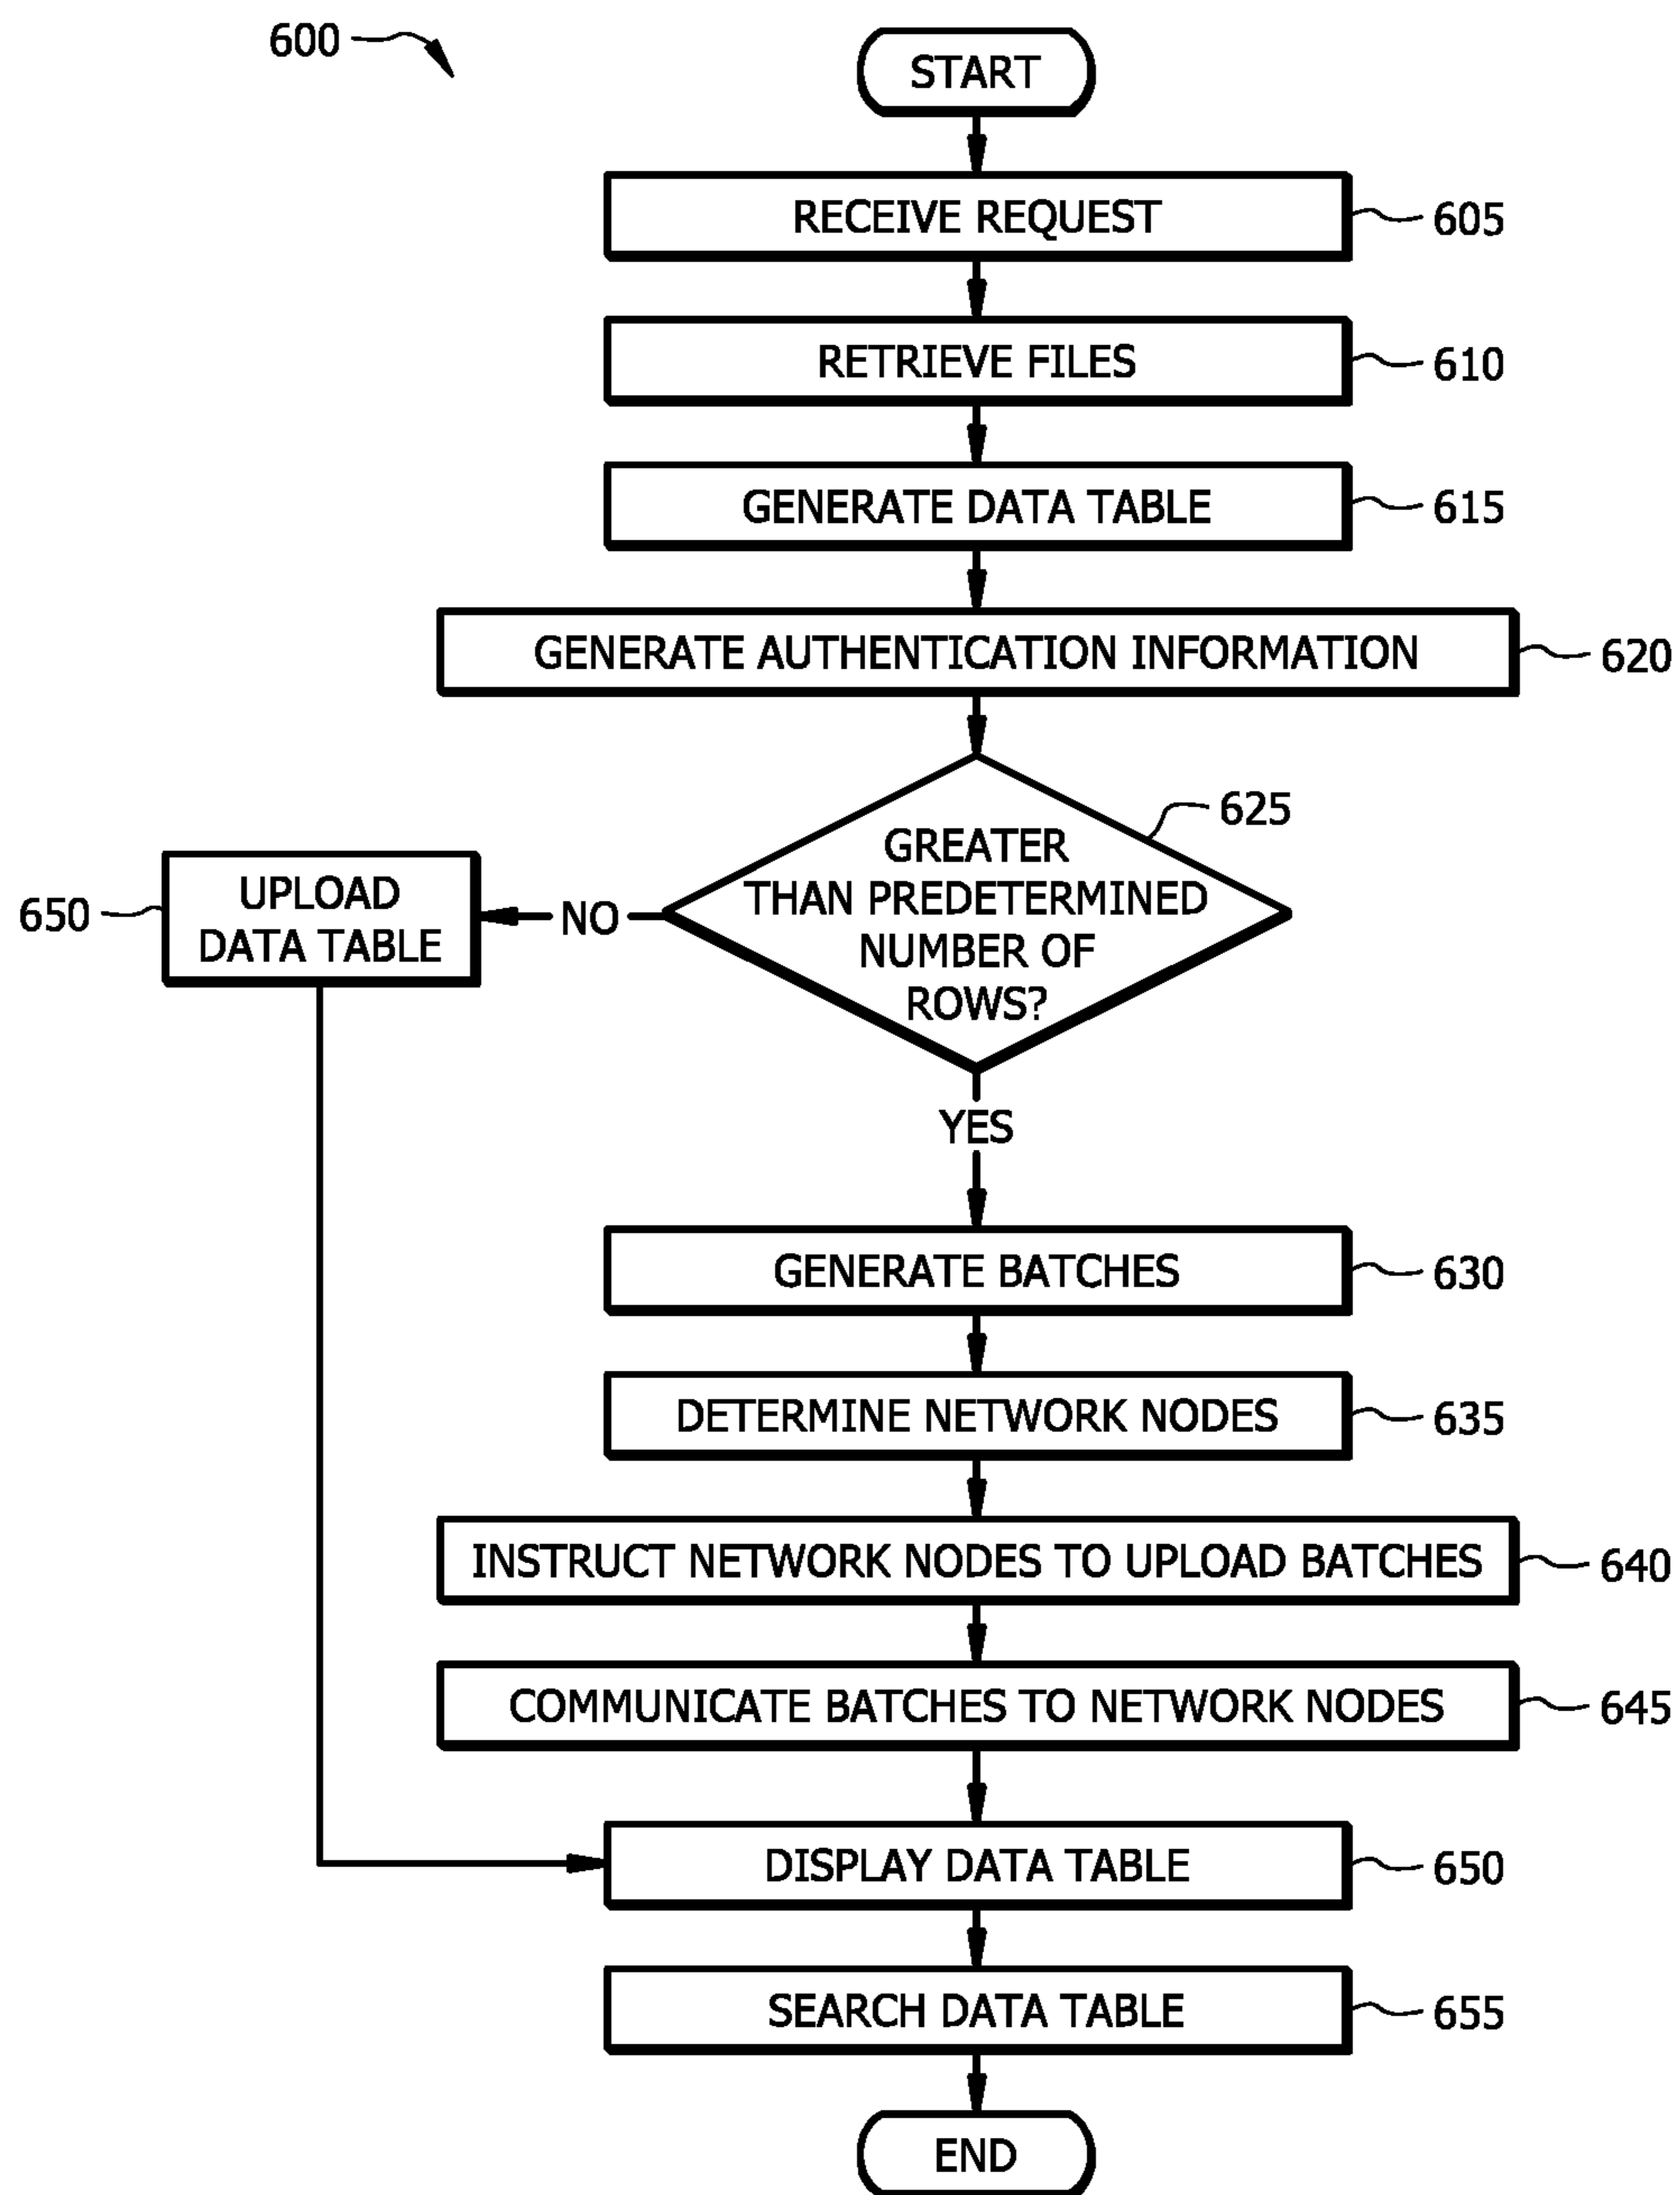 600
START
RECEIVE REQUEST
605
RETRIEVE FILES
610
GENERATE DATA TABLE
615
GENERATE AUTHENTICATION INFORMATION
620
625
GREATER
THAN PREDETERMINED
NUMBER OF
ROWS?
NO
UPLOAD
DATA TABLE
650
YES
GENERATE BATCHES
630
DETERMINE NETWORK NODES
635
INSTRUCT NETWORK NODES TO UPLOAD BATCHES
640
COMMUNICATE BATCHES TO NETWORK NODES
645
DISPLAY DATA TABLE
650
SEARCH DATA TABLE
655
END